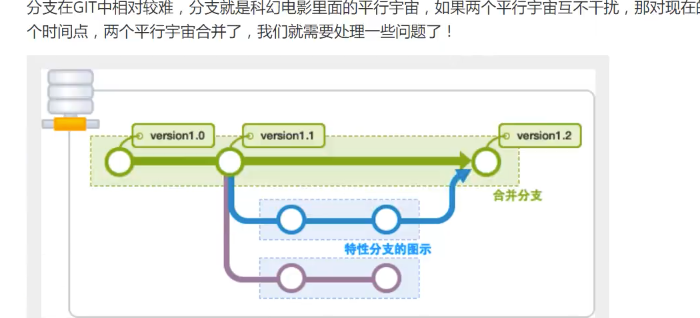 分支在GIT中相对较难，分支就是科幻电影里面的平行宇宙，如果两个平行宇宙互不干扰，那对现在
个时间点，两个平行宇宙合并了，我们就需要处理一些问题了！
version1.0
version1.1
version1.2
合并分支
特性分支的图示